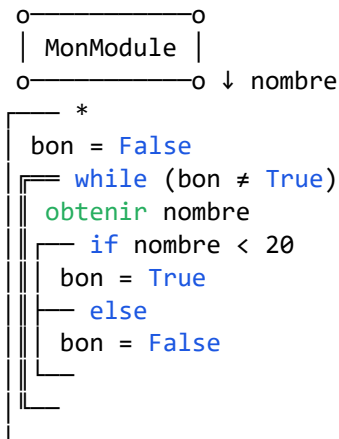 MonModule
↓ nombre
*
bon = False
while (bon ≠ True)
obtenir nombre
if nombre < 20
bon = True
else
bon = False